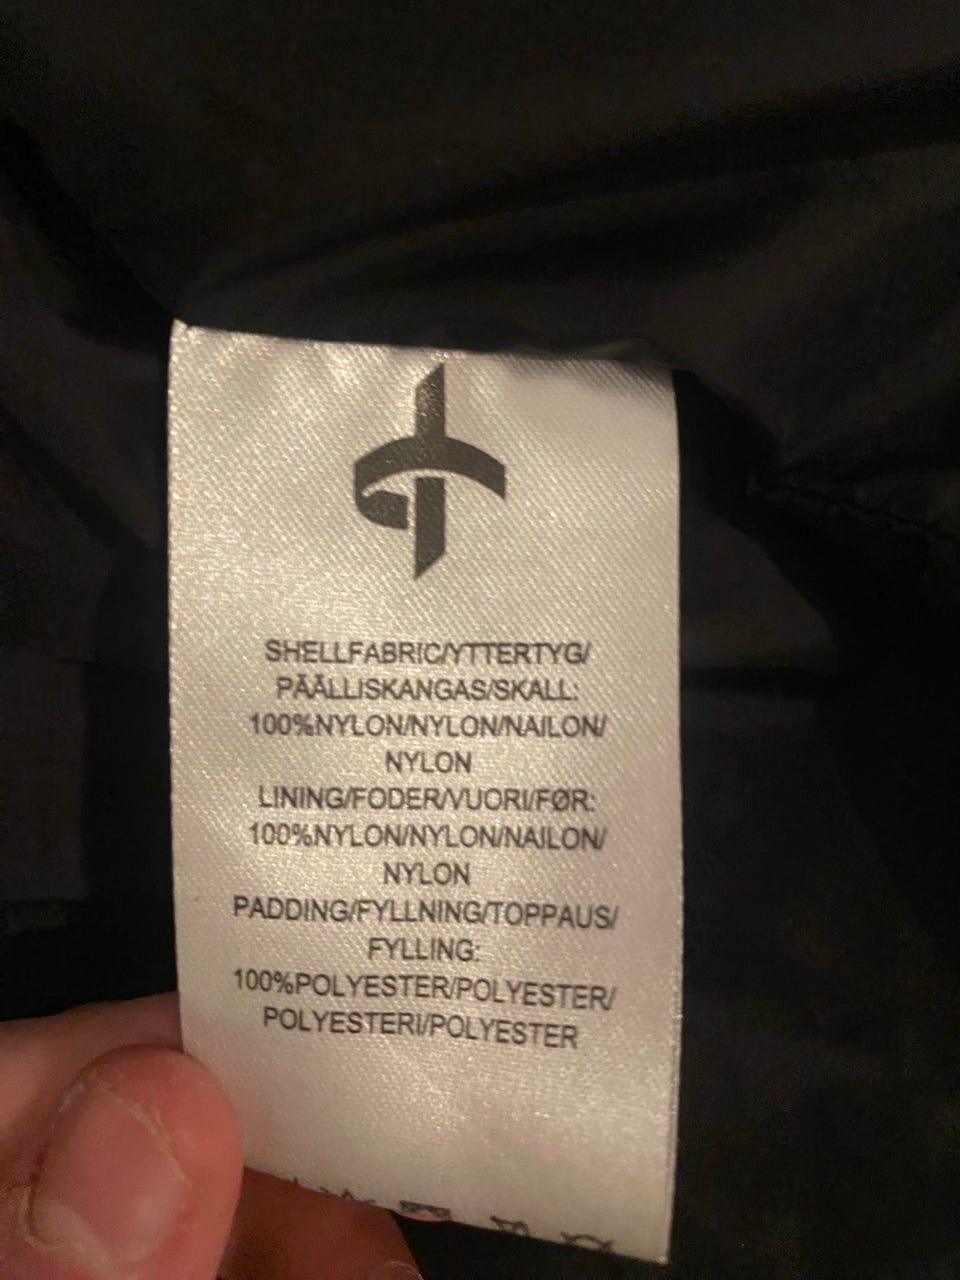 SHELLFABRIC/YTTERTYG/
PÄÄLLISKANGAS/SKALL:
100%NYLON/NYLON/NAILON/
NYLON
LINING/FODER/VUORI/FØR:
100%NYLON/NYLON/NAILON/
NYLON
PADDING/FYLLNING/TOPPAUS/
FYLLING:
100%POLYESTER/POLYESTER/
POLYESTERI/POLYESTER